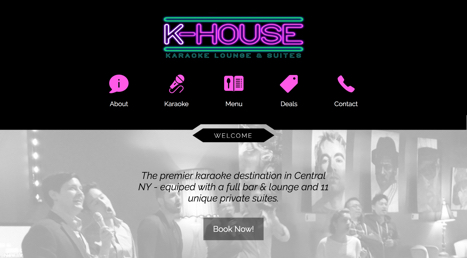 K-HOUSE
KARAOKE LOUNGE & SUITES
About
Karaoke
Menu
Deals
Contact
WELCOME
The premier karaoke destination in Central
NY - equiped with a full bar & lounge and 11
unique private suites.
Book Now!